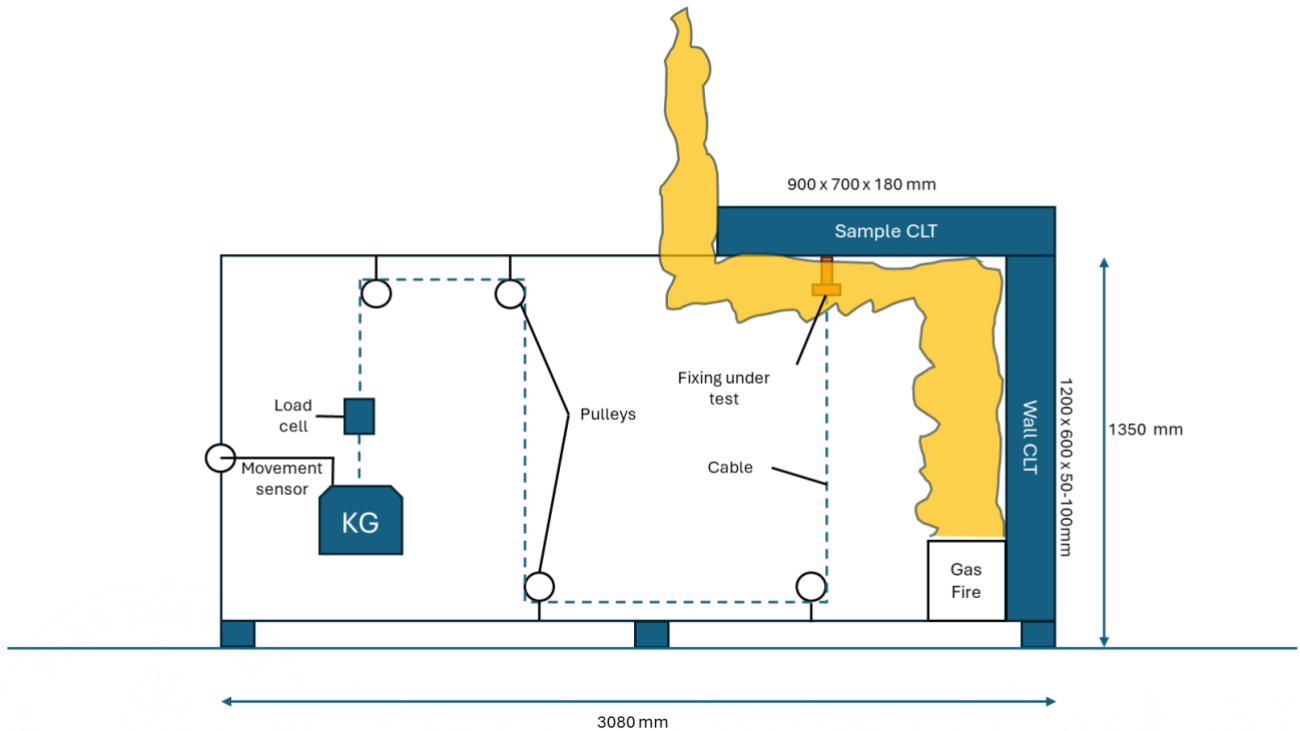 900 x 700 x 180 mm
Sample CLT
Fixing under
test
Load
cell
Pulleys
Movement
sensor
Cable
KG
Wall CLT
1200 x 600 x 50-100mm
1350 mm
Gas
Fire
3080 mm